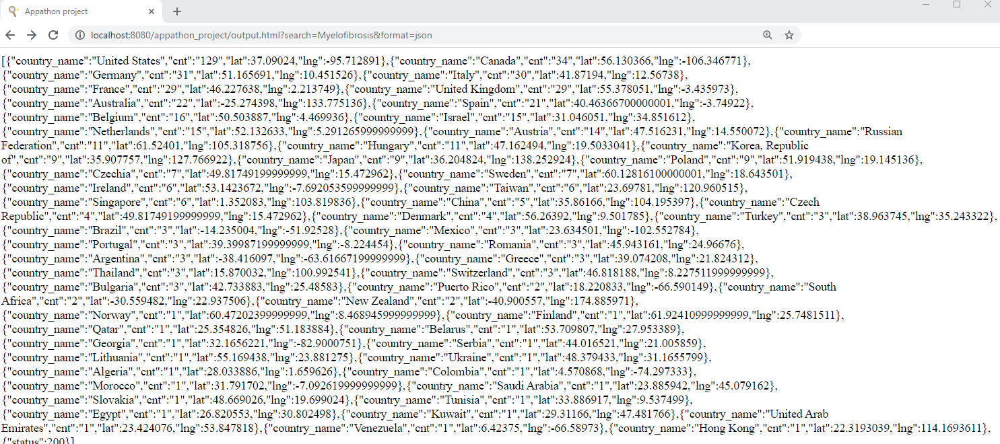 Appathon project
localhost:8080/appathon_project/output.html?search=Myelofibrosis&format=json
[{"country_name":"United States","cnt":"129","lat":37.09024,"lng":-95.712891},{"country_name":"Canada","cnt":"34","lat":56.130366,"lng":-106.346771},
{"country_name":"Germany","cnt":"31","lat":51.165691,"lng":10.451526},{"country_name":"Italy","cnt":"30","lat":41.87194,"lng":12.56738},
{"country_name":"France","cnt":"29","lat":46.227638,"lng":2.213749},{"country_name":"United Kingdom","cnt":"29","lat":55.378051,"lng":-3.435973},
{"country_name":"Australia","cnt":"22","lat":-25.274398,"lng":133.775136},{"country_name":"Spain","cnt":"21","lat":40.46366700000001,"lng":-3.74922},
{"country_name":"Belgium","cnt":"16","lat":50.503887,"lng":4.469936},{"country_name":"Israel","cnt":"15","lat":31.046051,"lng":34.851612},
{"country_name":"Netherlands","cnt":"15","lat":52.132633,"lng":5.291265999999999},{"country_name":"Austria","cnt":"14","lat":47.516231,"lng":14.550072},{"country_name":"Russian
Federation","cnt":"11","lat":61.52401,"lng":105.318756},{"country_name":"Hungary","cnt":"11","lat":47.162494,"lng":19.5033041},{"country_name":"Korea, Republic
of","cnt":"9","lat":35.907757,"lng":127.766922},{"country_name":"Japan","cnt":"9","lat":36.204824,"lng":138.252924},{"country_name":"Poland","cnt":"9","lat":51.919438,"lng":19.145136},
{"country_name":"Czechia","cnt":"7","lat":49.81749199999999,"lng":15.472962},{"country_name":"Sweden","cnt":"7","lat":60.12816100000001,"lng":18.643501},
{"country_name":"Ireland","cnt":"6","lat":53.1423672,"lng":-7.692053599999999},{"country_name":"Taiwan","cnt":"6","lat":23.69781,"lng":120.960515},
{"country_name":"Singapore","cnt":"6","lat":1.352083,"lng":103.819836},{"country_name":"China","cnt":"5","lat":35.86166,"lng":104.195397},{"country_name":"Czech
Republic","cnt":"4","lat":49.81749199999999,"lng":15.472962},{"country_name":"Denmark","cnt":"4","lat":56.26392,"lng":9.501785},{"country_name":"Turkey","cnt":"3","lat":38.963745,"lng":35.243322},
{"country_name":"Brazil","cnt":"3","lat":-14.235004,"lng":-51.92528},{"country_name":"Mexico","cnt":"3","lat":23.634501,"lng":-102.552784},
{"country_name":"Portugal","cnt":"3","lat":39.39987199999999,"lng":-8.224454},{"country_name":"Romania","cnt":"3","lat":45.943161,"lng":24.96676},
{"country_name":"Argentina","cnt":"3","lat":-38.416097,"lng":-63.61667199999999},{"country_name":"Greece","cnt":"3","lat":39.074208,"lng":21.824312},
{"country_name":"Thailand","cnt":"3","lat":15.870032,"lng":100.992541},{"country_name":"Switzerland","cnt":"3","lat":46.818188,"lng":8.227511999999999},
{"country_name":"Bulgaria","cnt":"3","lat":42.733883,"lng":25.48583},{"country_name":"Puerto Rico","cnt":"2","lat":18.220833,"lng":-66.590149},{"country_name":"South
Africa","cnt":"2","lat":-30.559482,"lng":22.937506},{"country_name":"New Zealand","cnt":"2","lat":-40.900557,"lng":174.885971},
{"country_name":"Norway","cnt":"1","lat":60.47202399999999,"lng":8.468945999999999},{"country_name":"Finland","cnt":"1","lat":61.92410999999999,"lng":25.7481511},
{"country_name":"Qatar","cnt":"1","lat":25.354826,"lng":51.183884},{"country_name":"Belarus","cnt":"1","lat":53.709807,"lng":27.953389},
{"country_name":"Georgia","cnt":"1","lat":32.1656221,"lng":-82.9000751},{"country_name":"Serbia","cnt":"1","lat":44.016521,"lng":21.005859},
{"country_name":"Lithuania","cnt":"1","lat":55.169438,"lng":23.881275},{"country_name":"Ukraine","cnt":"1","lat":48.379433,"lng":31.1655799},
{"country_name":"Algeria","cnt":"1","lat":28.033886,"lng":1.659626},{"country_name":"Colombia","cnt":"1","lat":4.570868,"lng":-74.297333},
{"country_name":"Morocco","cnt":"1","lat":31.791702,"lng":-7.092619999999999},{"country_name":"Saudi Arabia","cnt":"1","lat":23.885942,"lng":45.079162},
{"country_name":"Slovakia","cnt":"1","lat":48.669026,"lng":19.699024},{"country_name":"Tunisia","cnt":"1","lat":33.886917,"lng":9.537499},
{"country_name":"Egypt","cnt":"1","lat":26.820553,"lng":30.802498},{"country_name":"Kuwait","cnt":"1","lat":29.31166,"lng":47.481766},{"country_name":"United Arab
Emirates","cnt":"1","lat":23.424076,"lng":53.847818},{"country_name":"Venezuela","cnt":"1","lat":6.42375,"lng":-66.58973},{"country_name":"Hong Kong","cnt":"1","lat":22.3193039,"lng":114.1693611},
{"status":200}]